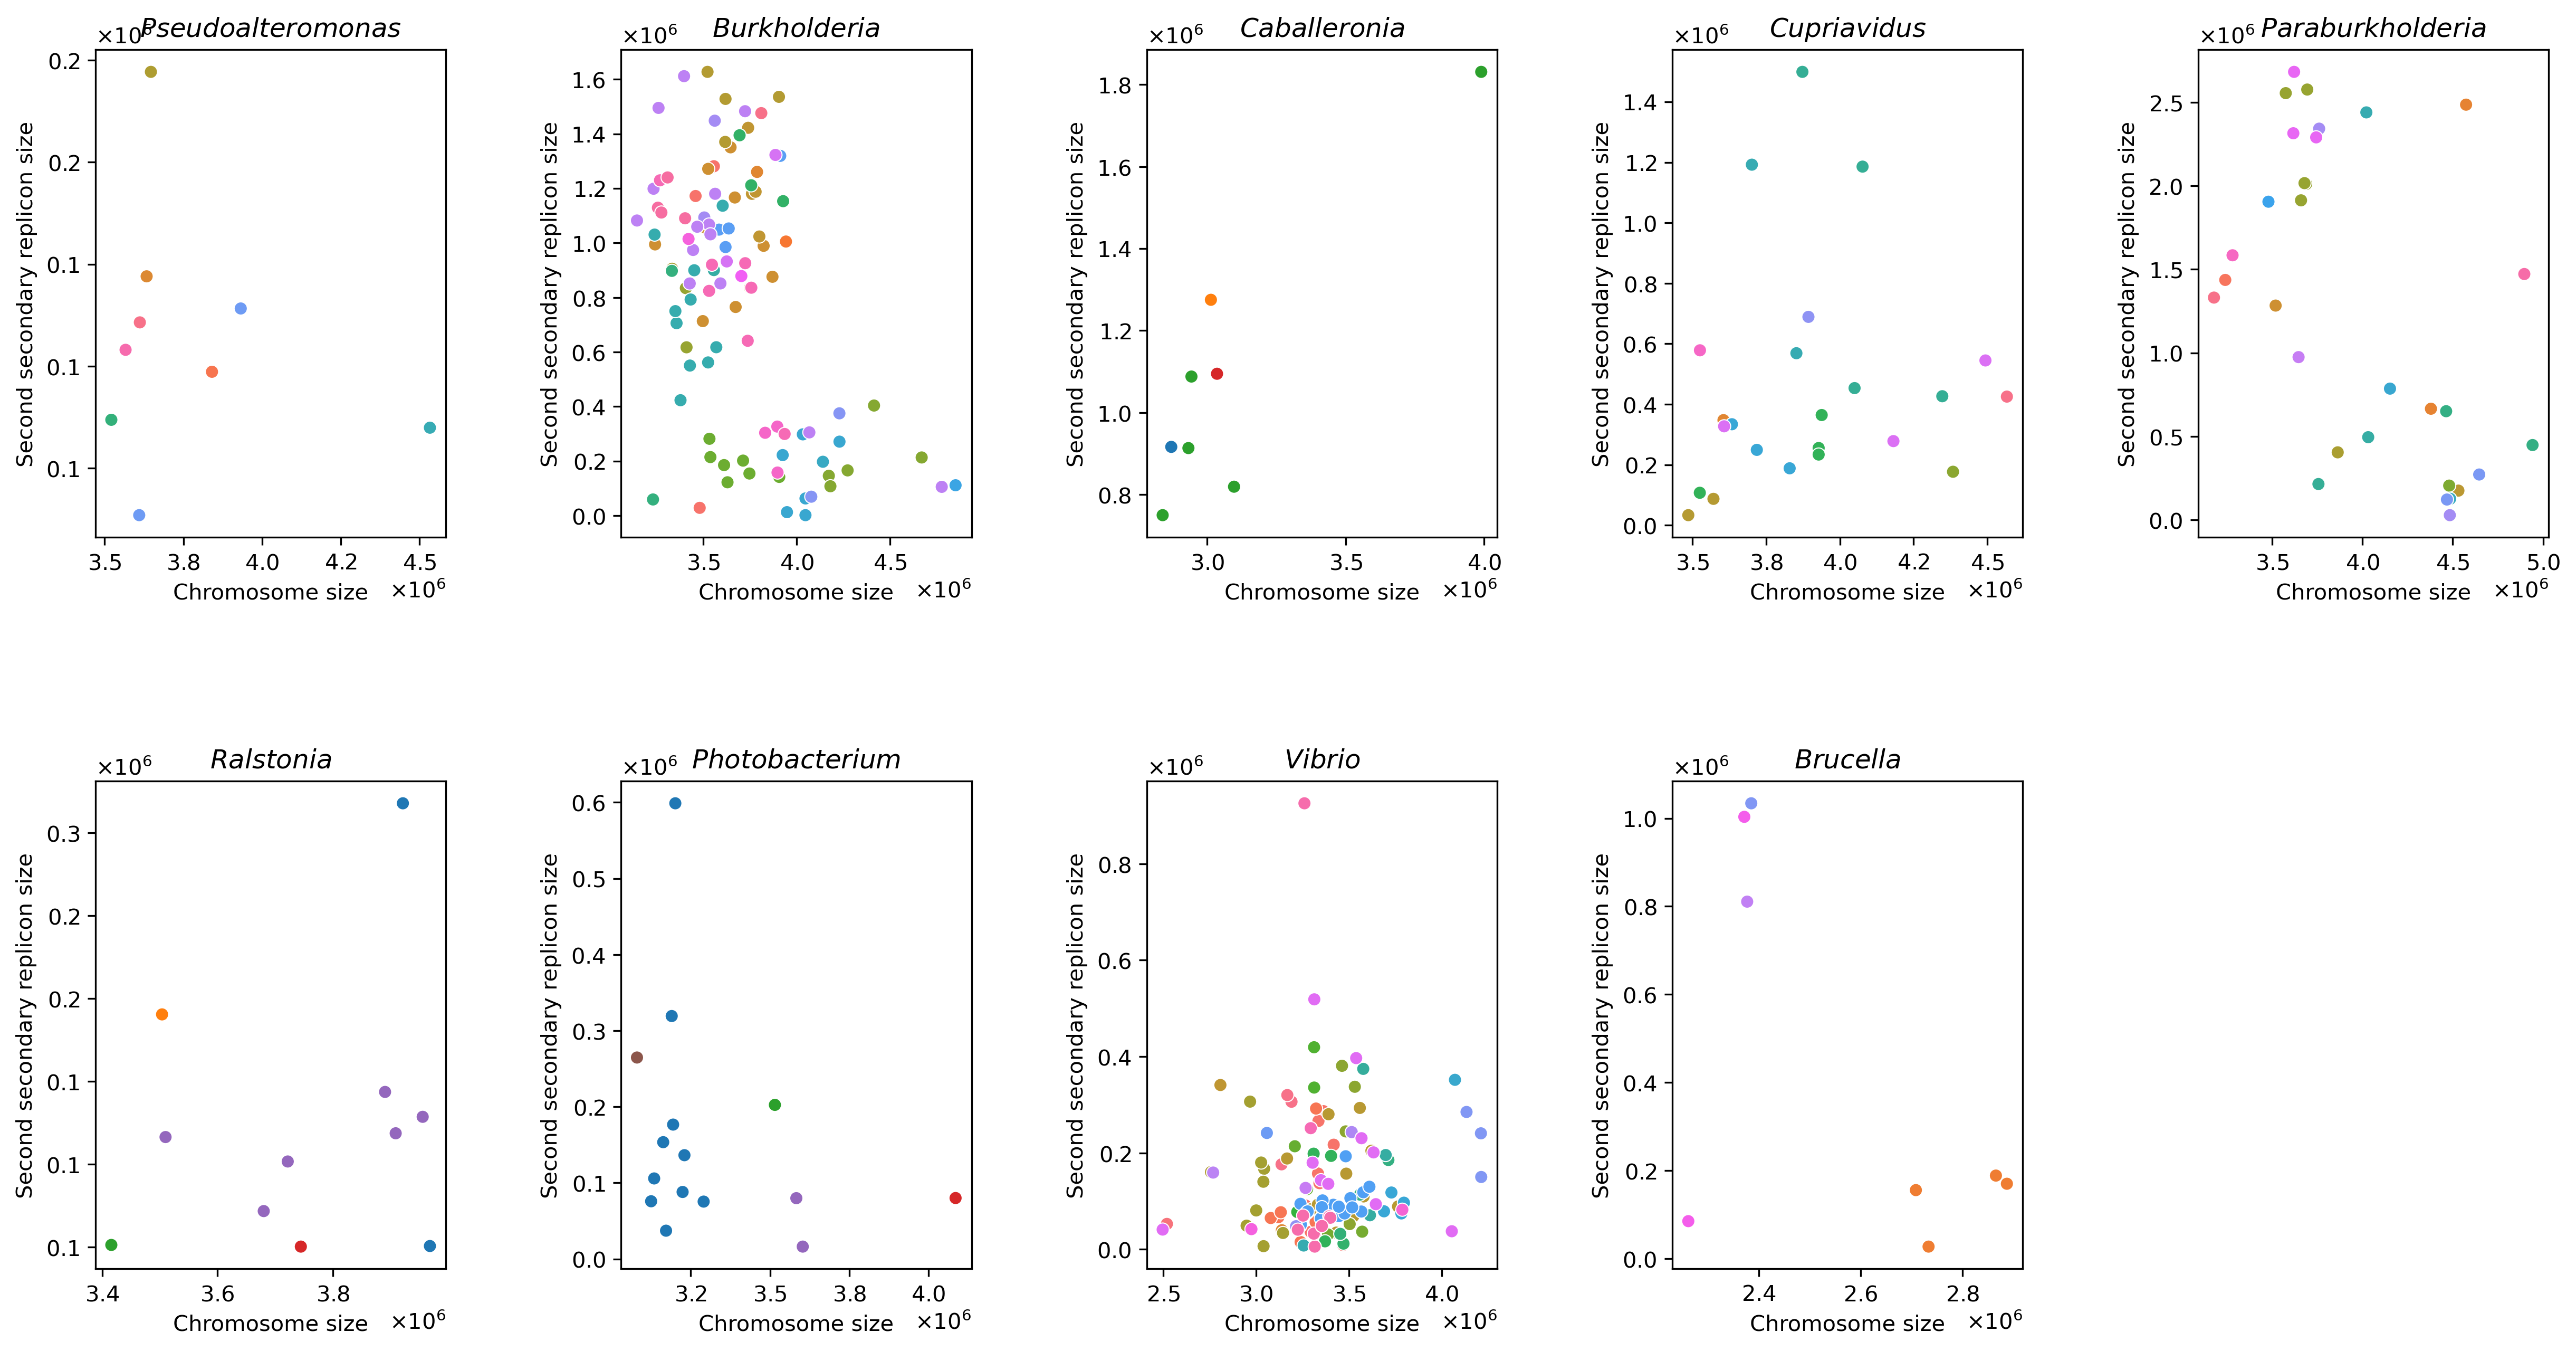 Pseudoalteromonas
×10⁶
Second secondary replicon size
0.2
0.2
0.1
0.1
0.1
3.5 3.8 4.0 4.2 4.5
Chromosome size ×10⁶
Burkholderia
×10⁶
Second secondary replicon size
1.6
1.4
1.2
1.0
0.8
0.6
0.4
0.2
0.0
3.5 4.0 4.5
Chromosome size ×10⁶
Caballeronia
×10⁶
Second secondary replicon size
1.8
1.6
1.4
1.2
1.0
0.8
3.0 3.5 4.0
Chromosome size ×10⁶
Cupriavidus
×10⁶
Second secondary replicon size
1.4
1.2
1.0
0.8
0.6
0.4
0.2
0.0
3.5 3.8 4.0 4.2 4.5
Chromosome size ×10⁶
Paraburkholderia
×10⁶
Second secondary replicon size
2.5
2.0
1.5
1.0
0.5
0.0
3.5 4.0 4.5 5.0
Chromosome size ×10⁶
Ralstonia
×10⁶
Second secondary replicon size
0.3
0.2
0.2
0.1
0.1
0.1
3.4 3.6 3.8
Chromosome size ×10⁶
Photobacterium
×10⁶
Second secondary replicon size
0.6
0.5
0.4
0.3
0.2
0.1
0.0
3.2 3.5 3.8 4.0
Chromosome size ×10⁶
Vibrio
×10⁶
Second secondary replicon size
0.8
0.6
0.4
0.2
0.0
2.5 3.0 3.5 4.0
Chromosome size ×10⁶
Brucella
×10⁶
Second secondary replicon size
1.0
0.8
0.6
0.4
0.2
0.0
2.4 2.6 2.8
Chromosome size ×10⁶